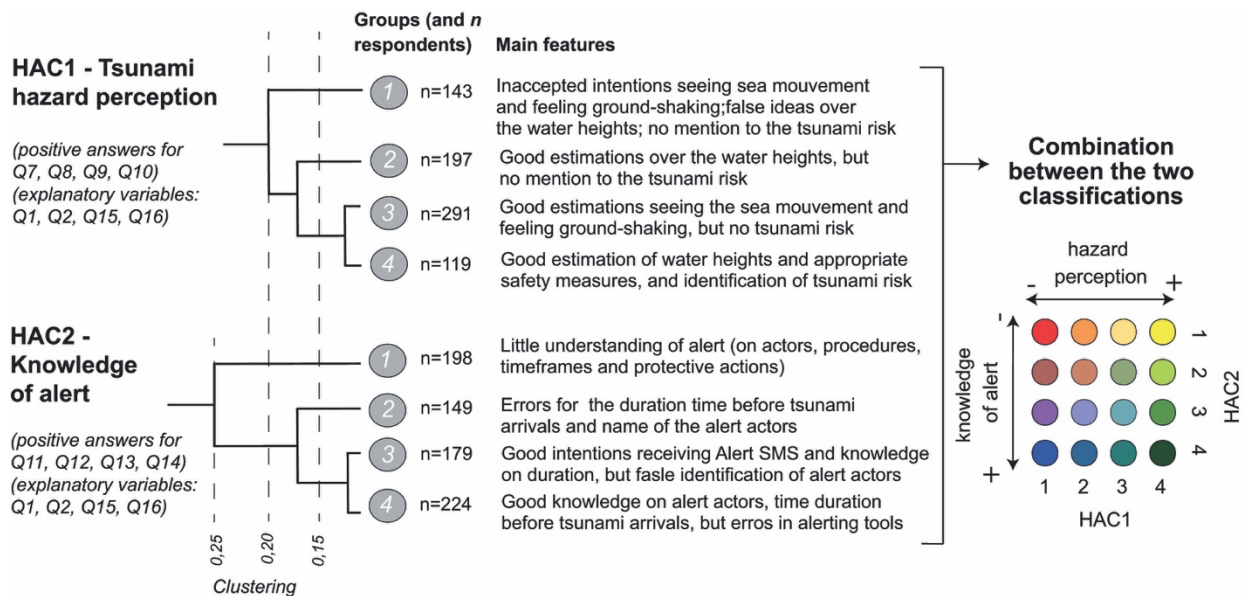 Groups (and n
respondents)
Main features
HAC1 - Tsunami
hazard perception
(positive answers for
Q7, Q8, Q9, Q10)
(explanatory variables:
Q1, Q2, Q15, Q16)
1
n=143
Inaccepted intentions seeing sea mouvement
and feeling ground-shaking;false ideas over
the water heights; no mention to the tsunami risk
2
n=197
Good estimations over the water heights, but
no mention to the tsunami risk
3
n=291
Good estimations seeing the sea mouvement and
feeling ground-shaking, but no tsunami risk
4
n=119
Good estimation of water heights and appropriate
safety measures, and identification of tsunami risk
HAC2 -
Knowledge
of alert
(positive answers for
Q11, Q12, Q13, Q14)
(explanatory variables:
Q1, Q2, Q15, Q16)
1
n=198
Little understanding of alert (on actors, procedures,
timeframes and protective actions)
2
n=149
Errors for the duration time before tsunami
arrivals and name of the alert actors
3
n=179
Good intentions receiving Alert SMS and knowledge
on duration, but fasle identification of alert actors
4
n=224
Good knowledge on alert actors, time duration
before tsunami arrivals, but erros in alerting tools
0,25
0,20
0,15
Clustering
Combination
between the two
classifications
hazard
perception
-
+
-
+
knowledge
of alert
1
2
3
4
HAC2
1 2 3 4
HAC1